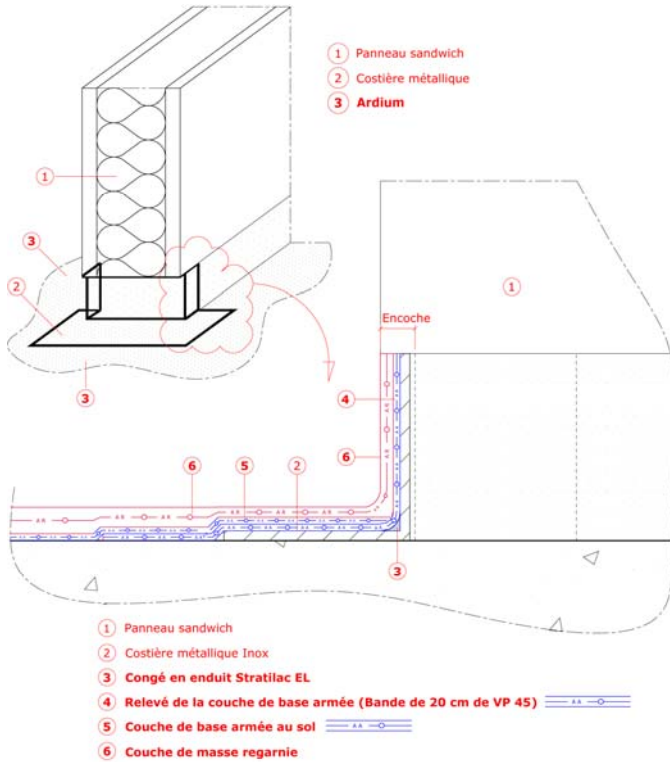 1 Panneau sandwich
2 Costière métallique
3 Ardium
1
3
2
3
1
Encoche
4
6
6
5
2
3
1 Panneau sandwich
2 Costière métallique Inox
3 Congé en enduit Stratilac EL
4 Relevé de la couche de base armée (Bande de 20 cm de VP 45)
5 Couche de base armée au sol
6 Couche de masse regarnie